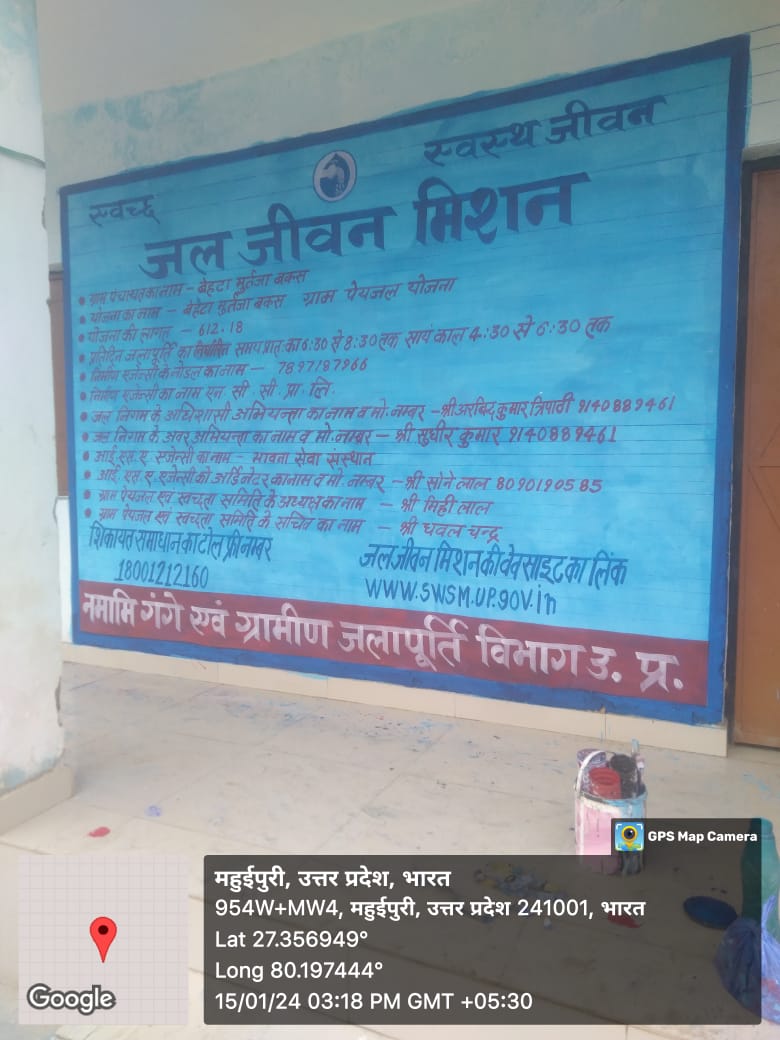 स्वच्छ
स्वस्थ जीवन
जल जीवन मिशन
• ग्राम पंचायत का नाम - बेहटा मुर्तजा बकस
• योजना का नाम - बेहटा मुर्तजा बकस ग्राम पेयजल योजना
• योजना की लागत - 612.18
• प्रतिदिन जलापूर्ति का निर्धारित समय प्रातः का 6:30 से 8:30 तक सायं काल 4:30 से 6:30 तक
• निर्माण एजेन्सी के नोडल का नाम - 7897187966
• निर्माण एजेन्सी का नाम एन. सी. सी. प्रा. लि.
• जल निगम के अधिशासी अभियन्ता का नाम व मो. नम्बर - श्री अरबिंद कुमार त्रिपाठी 9140889461
• जल निगम के अवर अभियन्ता का नाम व मो. नम्बर - श्री सुधीर कुमार 9140889461
• आई. एस. ए. एजेन्सी का नाम - भावना सेवा संस्थान
• आई. एस. ए. एजेन्सी को आर्डिनेटर का नाम व मो. नम्बर - श्री सोने लाल 8090190585
• ग्राम पेयजल एवं स्वच्छता समिति के अध्यक्ष का नाम - श्री मिही लाल
• ग्राम पेयजल एवं स्वच्छता समिति के सचिव का नाम - श्री धवल चन्द्र
शिकायत समाधान का टोल फ्री नम्बर
18001212160
जल जीवन मिशन की वेवसाइट का लिंक
www.swsm.up.gov.in
नमामि गंगे एवं ग्रामीण जलापूर्ति विभाग उ. प्र.
GPS Map Camera
महुईपुरी, उत्तर प्रदेश, भारत
954W+MW4, महुईपुरी, उत्तर प्रदेश 241001, भारत
Lat 27.356949°
Long 80.197444°
15/01/24 03:18 PM GMT +05:30
Google